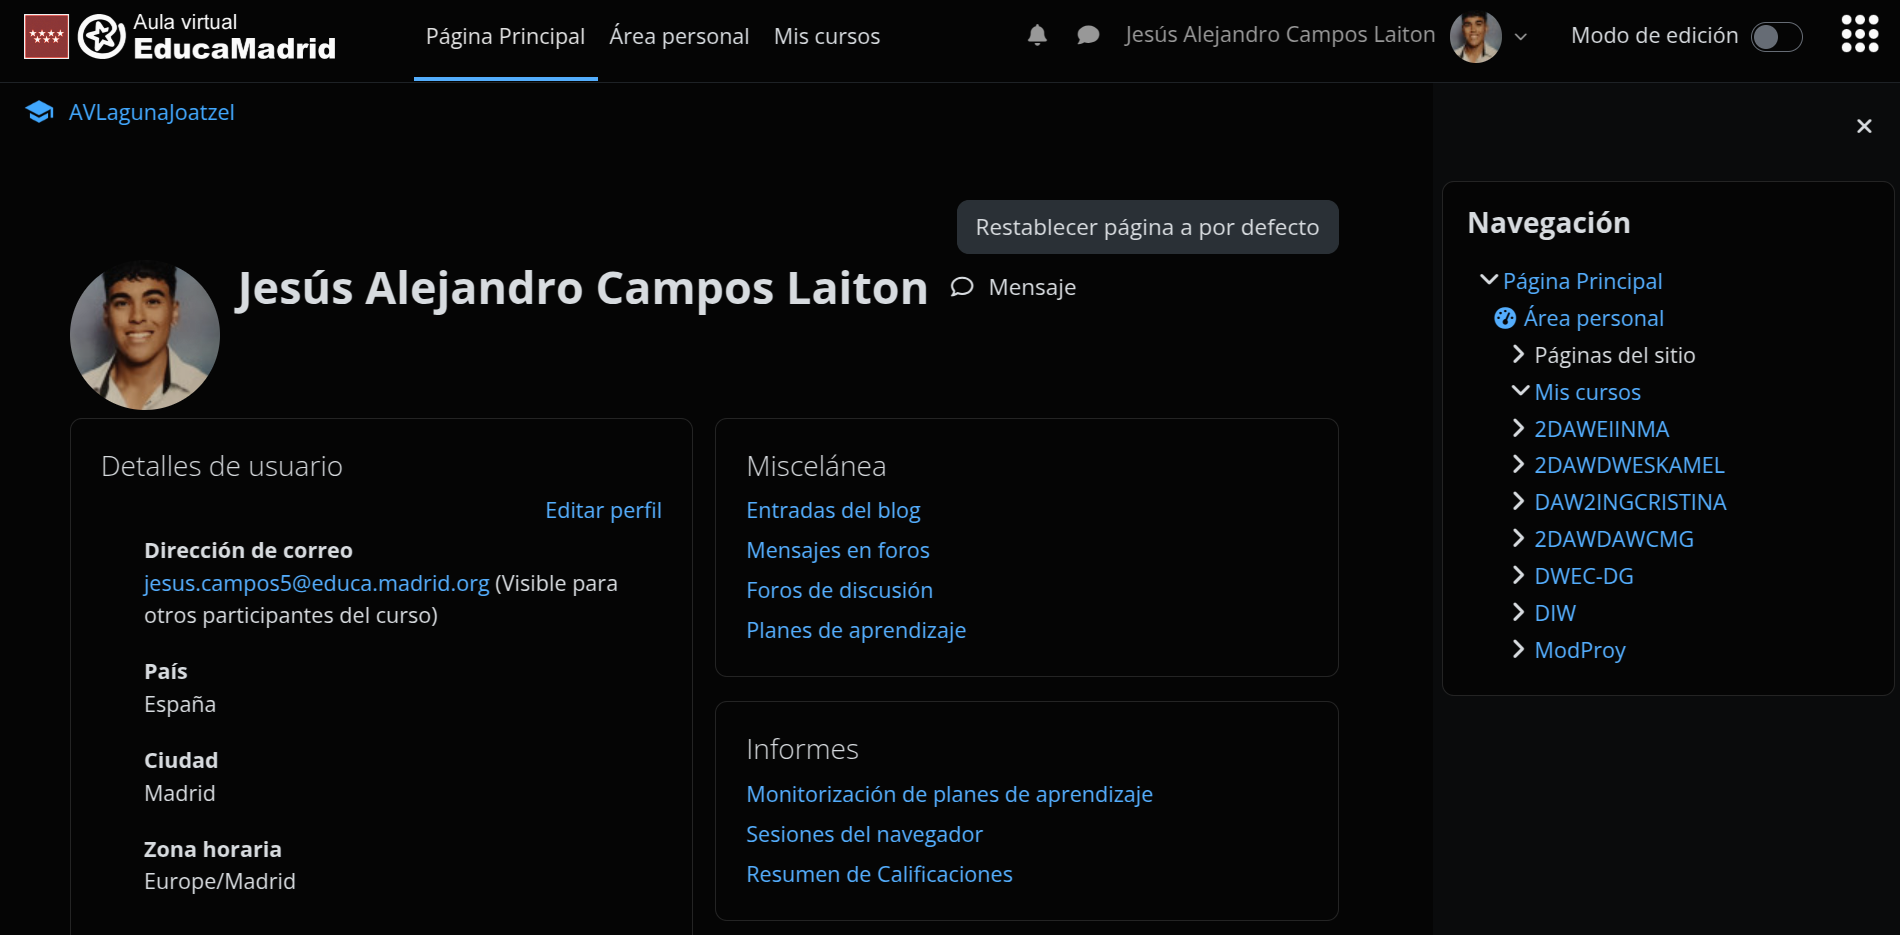 Aula virtual
EducaMadrid
Página Principal
Área personal
Mis cursos
Jesús Alejandro Campos Laiton
Modo de edición
AVLagunaJoatzel
Restablecer página a por defecto
Jesús Alejandro Campos Laiton
Mensaje
Detalles de usuario
Editar perfil
Dirección de correo
jesus.campos5@educa.madrid.org (Visible para
otros participantes del curso)
País
España
Ciudad
Madrid
Zona horaria
Europe/Madrid
Miscelánea
Entradas del blog
Mensajes en foros
Foros de discusión
Planes de aprendizaje
Informes
Monitorización de planes de aprendizaje
Sesiones del navegador
Resumen de Calificaciones
Navegación
Página Principal
Área personal
Páginas del sitio
Mis cursos
2DAWEIINMA
2DAWDWESKAMEL
DAW2INGCRISTINA
2DAWDAWCMG
DWEC-DG
DIW
ModProy